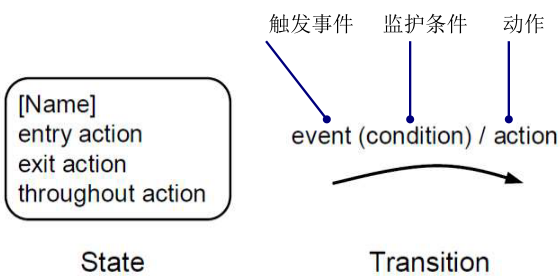 触发事件 监护条件 动作
[Name]
entry action
exit action
throughout action
event (condition) / action
State
Transition